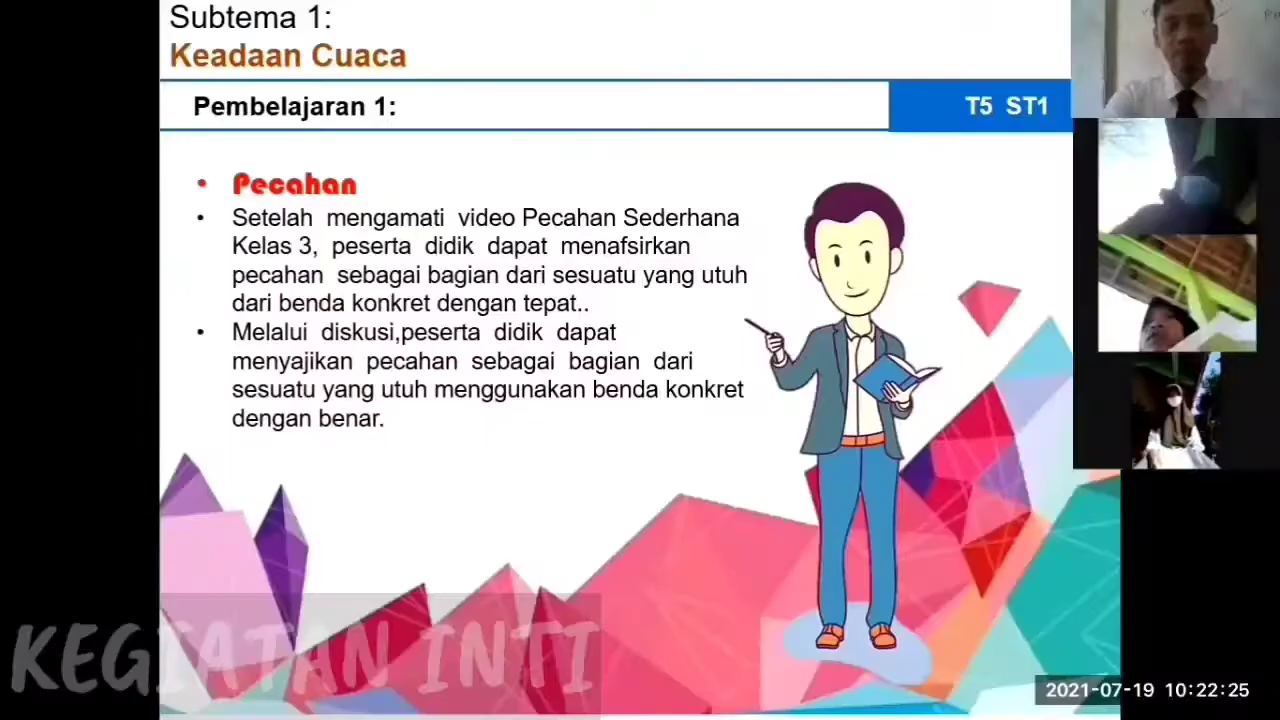 Subtema 1:
Keadaan Cuaca
Pembelajaran 1:
T5 ST1
• Pecahan
• Setelah mengamati video Pecahan Sederhana
Kelas 3, peserta didik dapat menafsirkan
pecahan sebagai bagian dari sesuatu yang utuh
dari benda konkret dengan tepat..
• Melalui diskusi,peserta didik dapat
menyajikan pecahan sebagai bagian dari
sesuatu yang utuh menggunakan benda konkret
dengan benar.
KEGIATAN INTI
2021-07-19 10:22:25